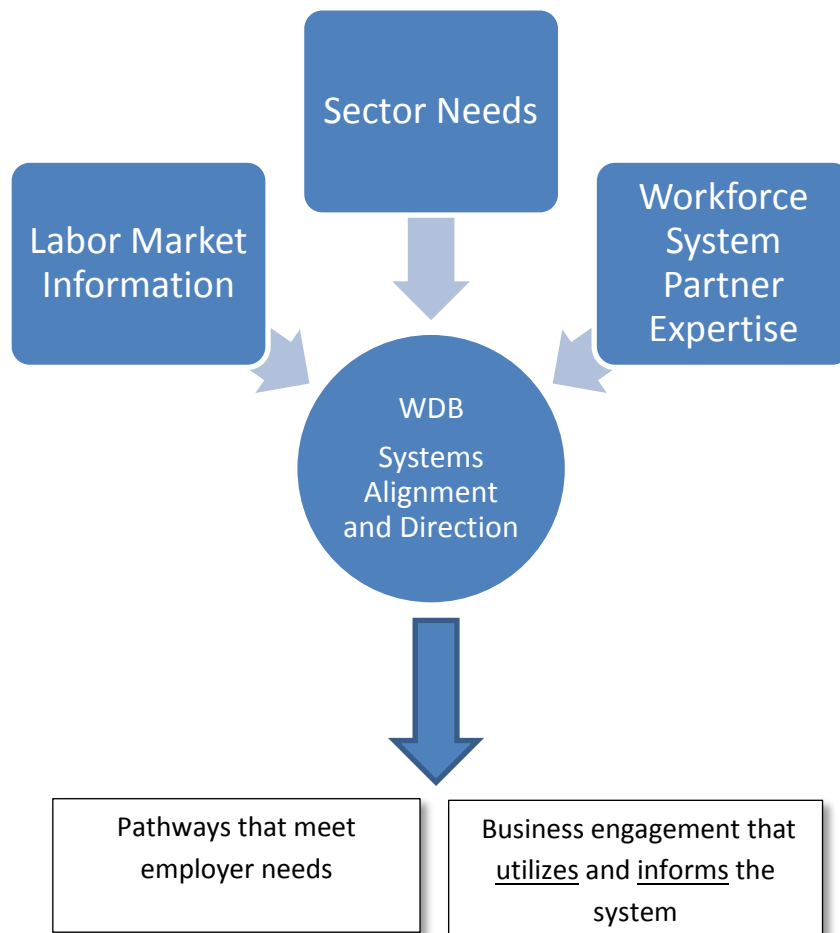 Sector Needs
Labor Market
Information
Workforce
System
Partner
Expertise
WDB
Systems
Alignment
and Direction
Pathways that meet
employer needs
Business engagement that
utilizes and informs the
system